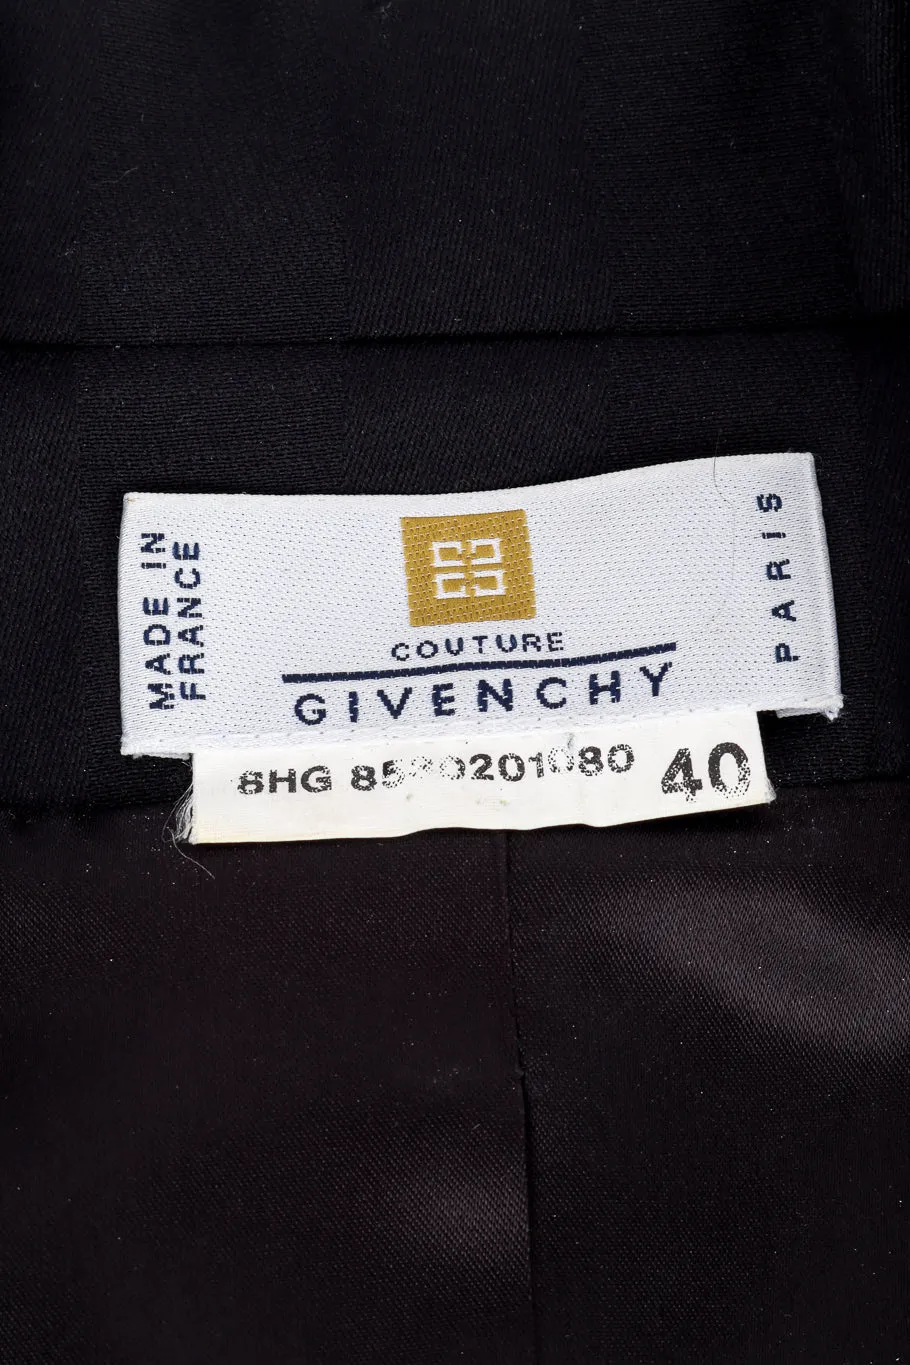 MADE IN
FRANCE
COUTURE
GIVENCHY
PARIS
40